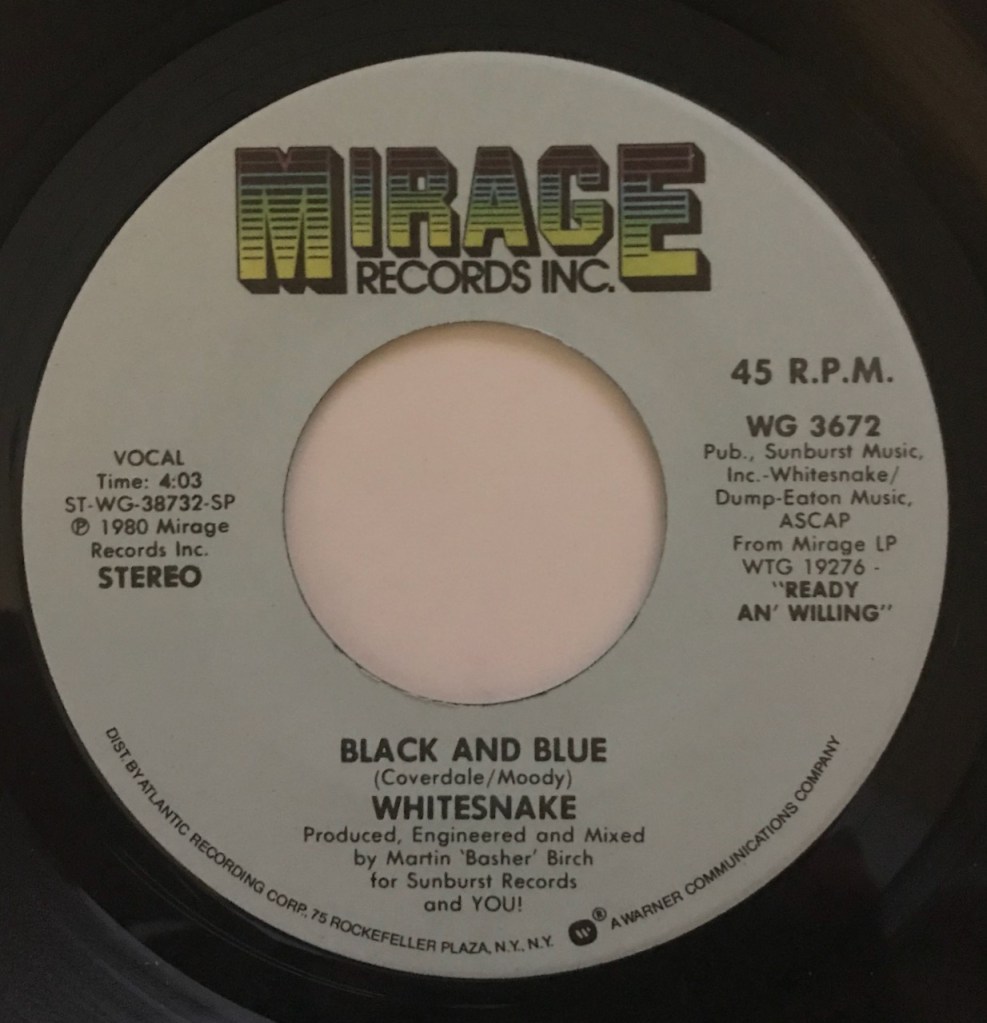 MIRAGE
RECORDS INC.
45 R.P.M.
WG 3672
Pub., Sunburst Music,
Inc.-Whitesnake/
Dump-Eaton Music,
ASCAP
From Mirage LP
WTG 19276 -
"READY
AN' WILLING"
VOCAL
Time: 4:03
ST-WG-38732-SP
℗ 1980 Mirage
Records Inc.
STEREO
BLACK AND BLUE
(Coverdale/Moody)
WHITESNAKE
Produced, Engineered and Mixed
by Martin 'Basher' Birch
for Sunburst Records
and YOU!
DIST. BY ATLANTIC RECORDING CORP., 75 ROCKEFELLER PLAZA, N.Y., N.Y. W ® A WARNER COMMUNICATIONS COMPANY